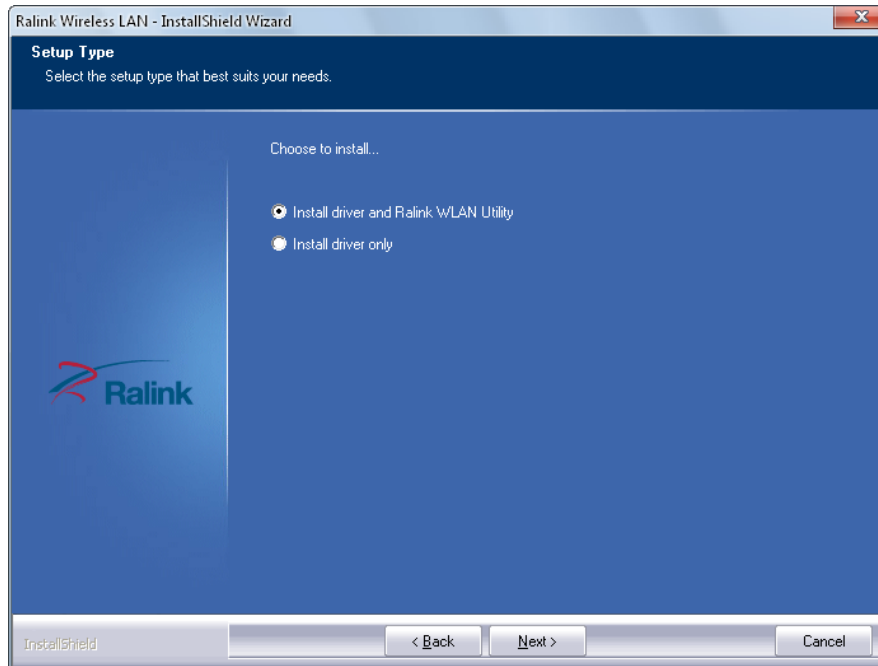 Ralink Wireless LAN - InstallShield Wizard
Setup Type
Select the setup type that best suits your needs.
Choose to install...
Install driver and Ralink WLAN Utility
Install driver only
Ralink
InstallShield
< Back
Next >
Cancel